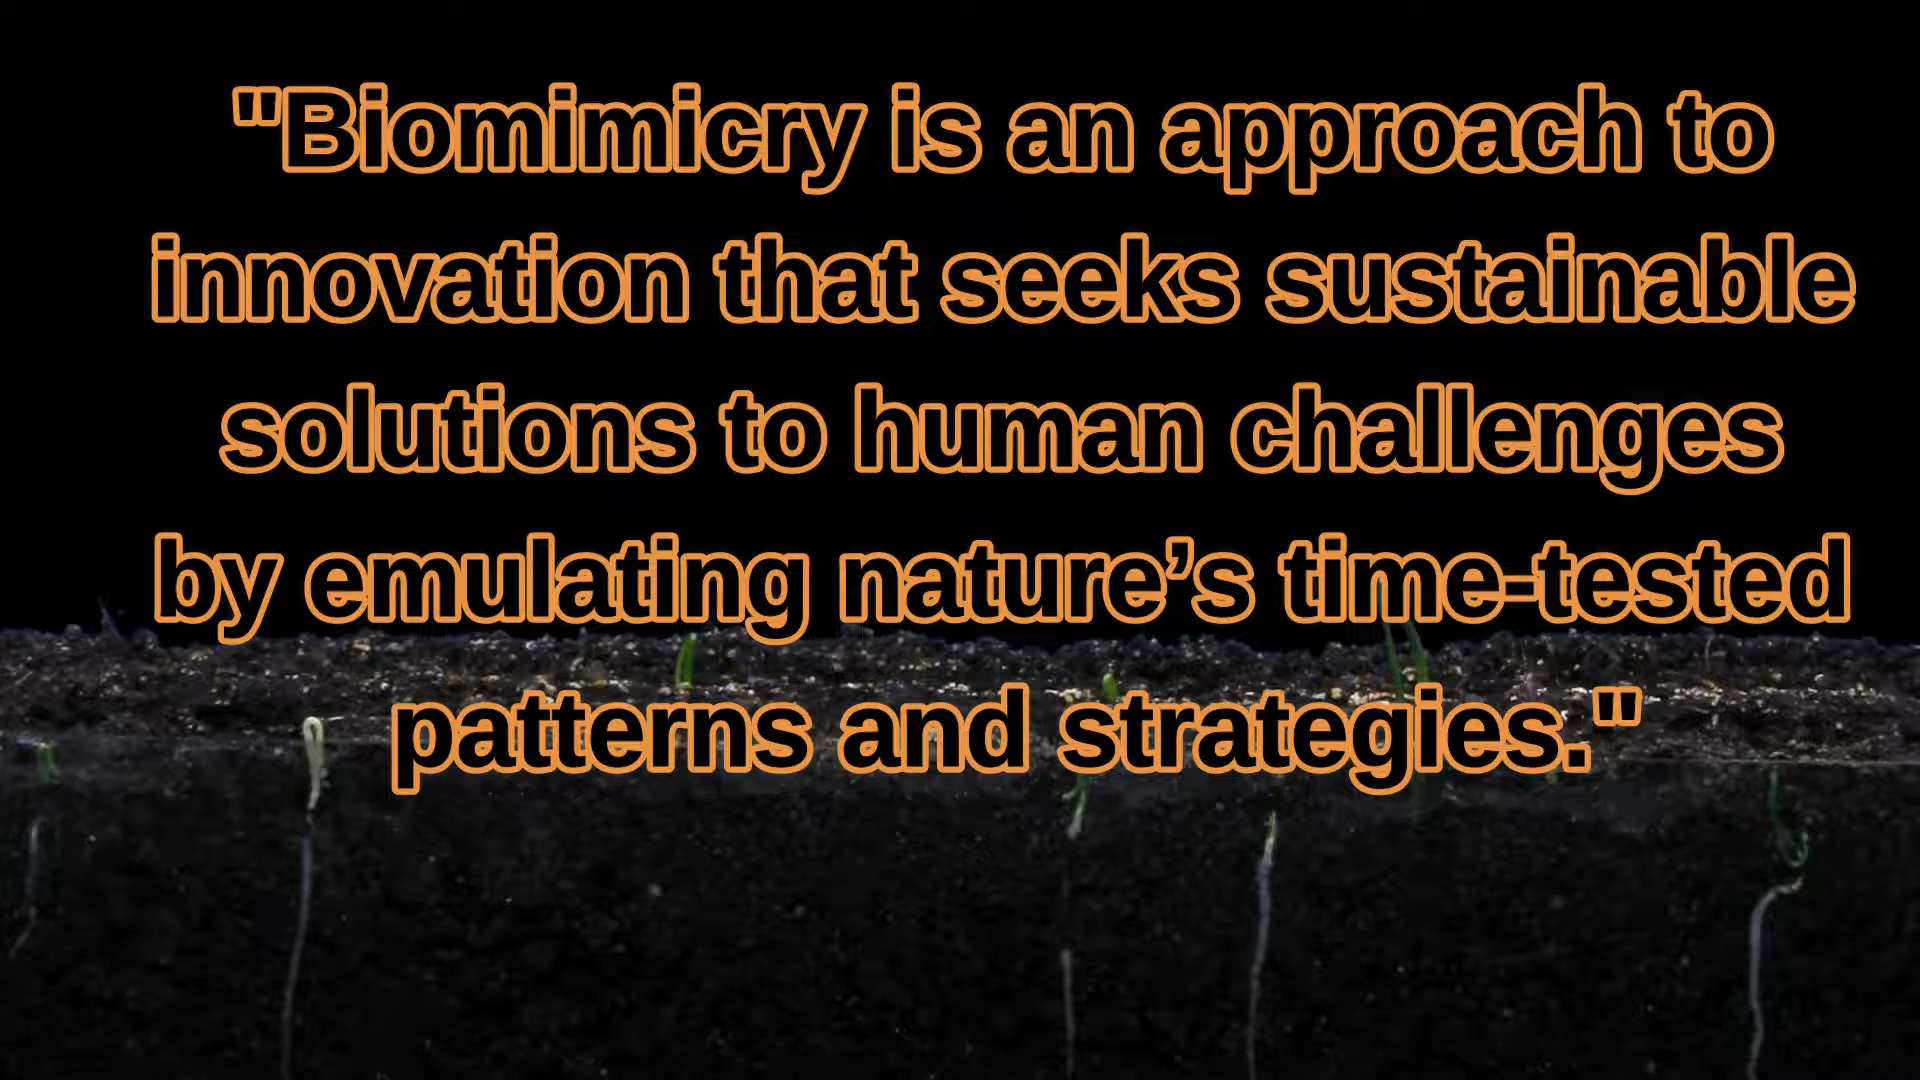 "Biomimicry is an approach to
innovation that seeks sustainable
solutions to human challenges
by emulating nature’s time-tested
patterns and strategies."